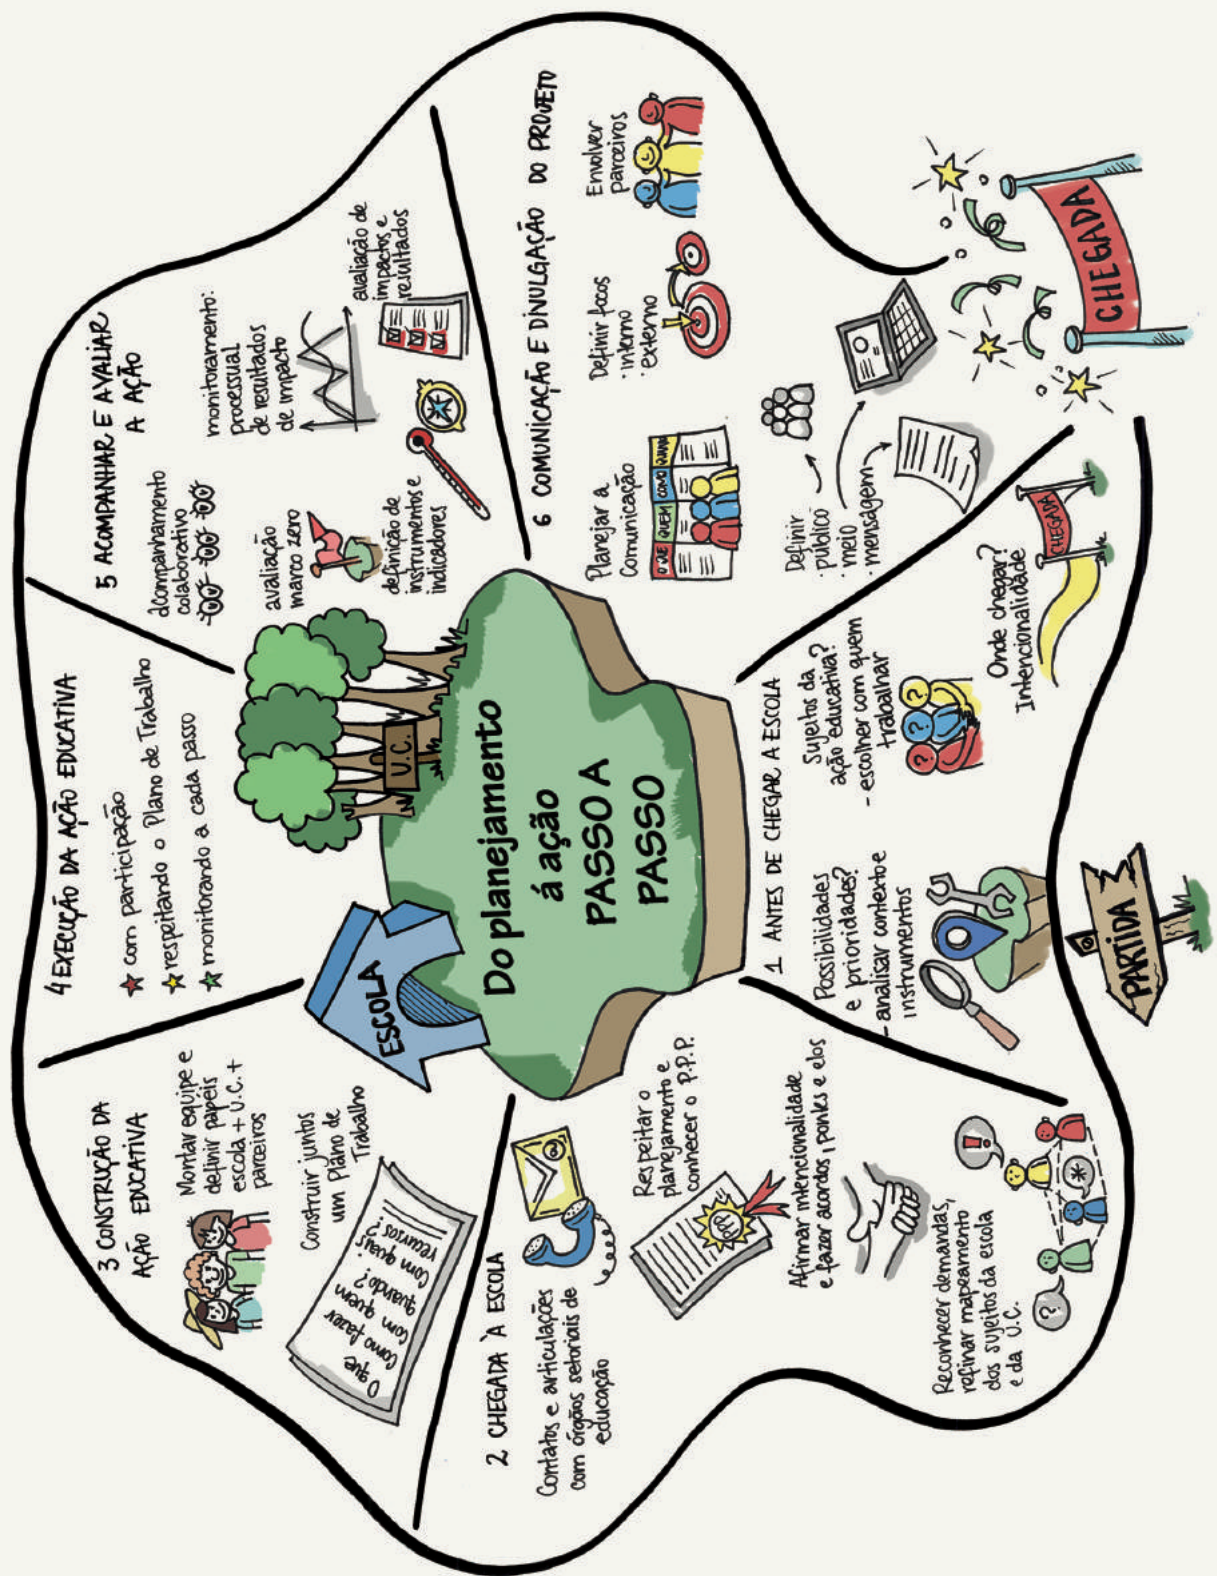 Do planejamento
á ação
PASSO A
PASSO
ESCOLA
U.C.
PARTIDA
1 ANTES DE CHEGAR A ESCOLA
Possibilidades
e prioridades?
- analisar contexto e
instrumentos
Sujeitos da
ação educativa?
- escolher com quem
trabalhar
Onde chegar?
Intencionalidade
CHEGADA
2 CHEGADA À ESCOLA
Contatos e articulações
com órgãos setoriais de
educação
Respeitar o
planejamento e
conhecer o P.P.P.
PPP
Afirmar intencionalidade
e fazer acordos, pontes e elos
Reconhecer demandas,
refinar mapeamento
dos sujeitos da escola
e da U.C.
?
!
*
3 CONSTRUÇÃO DA
AÇÃO EDUCATIVA
Montar equipe e
definir papéis
escola + U.C. +
parceiros
Construir juntos
um Plano de
Trabalho
O que
Como fazer
Com quem
quando?
Com quais
recursos?
4 EXECUÇÃO DA AÇÃO EDUCATIVA
com participação
respeitando o Plano de Trabalho
monitorando a cada passo
5 ACOMPANHAR E AVALIAR
A AÇÃO
acompanhamento
colaborativo
monitoramento:
processual
de resultados
de impacto
avaliação
marco zero
definição de
instrumentos e
indicadores
avaliação de
impactos e
resultados
6 COMUNICAÇÃO E DIVULGAÇÃO DO PROJETO
Planejar a
Comunicação
O QUE QUEM COMO QUANDO
Definir focos
· interno
· externo
Envolver
parceiros
Definir
· público
· meio
· mensagem
CHEGADA